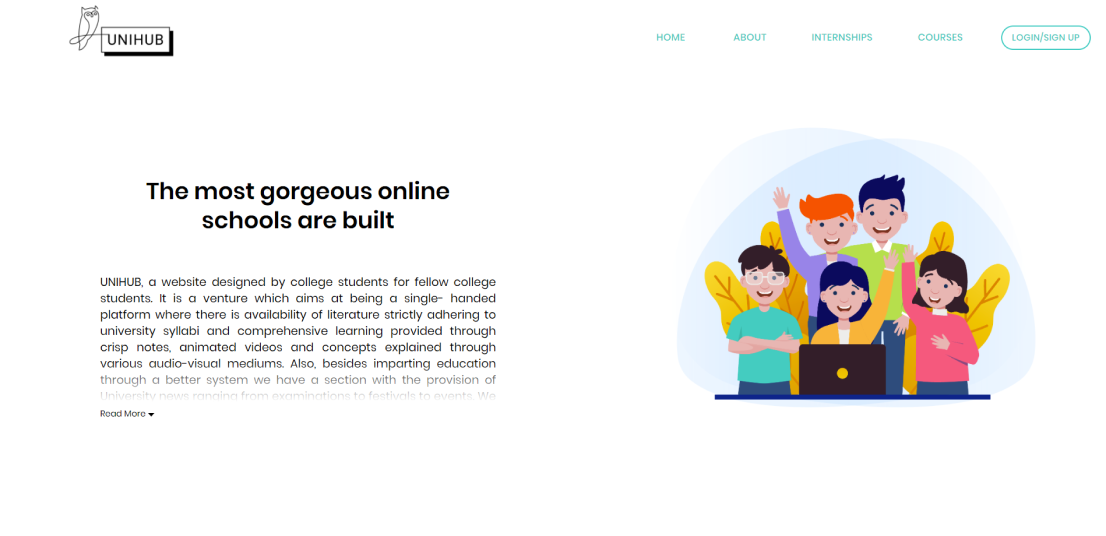 UNIHUB
HOME
ABOUT
INTERNSHIPS
COURSES
LOGIN/SIGN UP
The most gorgeous online
schools are built
UNIHUB, a website designed by college students for fellow college
students. It is a venture which aims at being a single- handed
platform where there is availability of literature strictly adhering to
university syllabi and comprehensive learning provided through
crisp notes, animated videos and concepts explained through
various audio-visual mediums. Also, besides imparting education
through a better system we have a section with the provision of
University news ranging from examinations to festivals to events. We
Read More